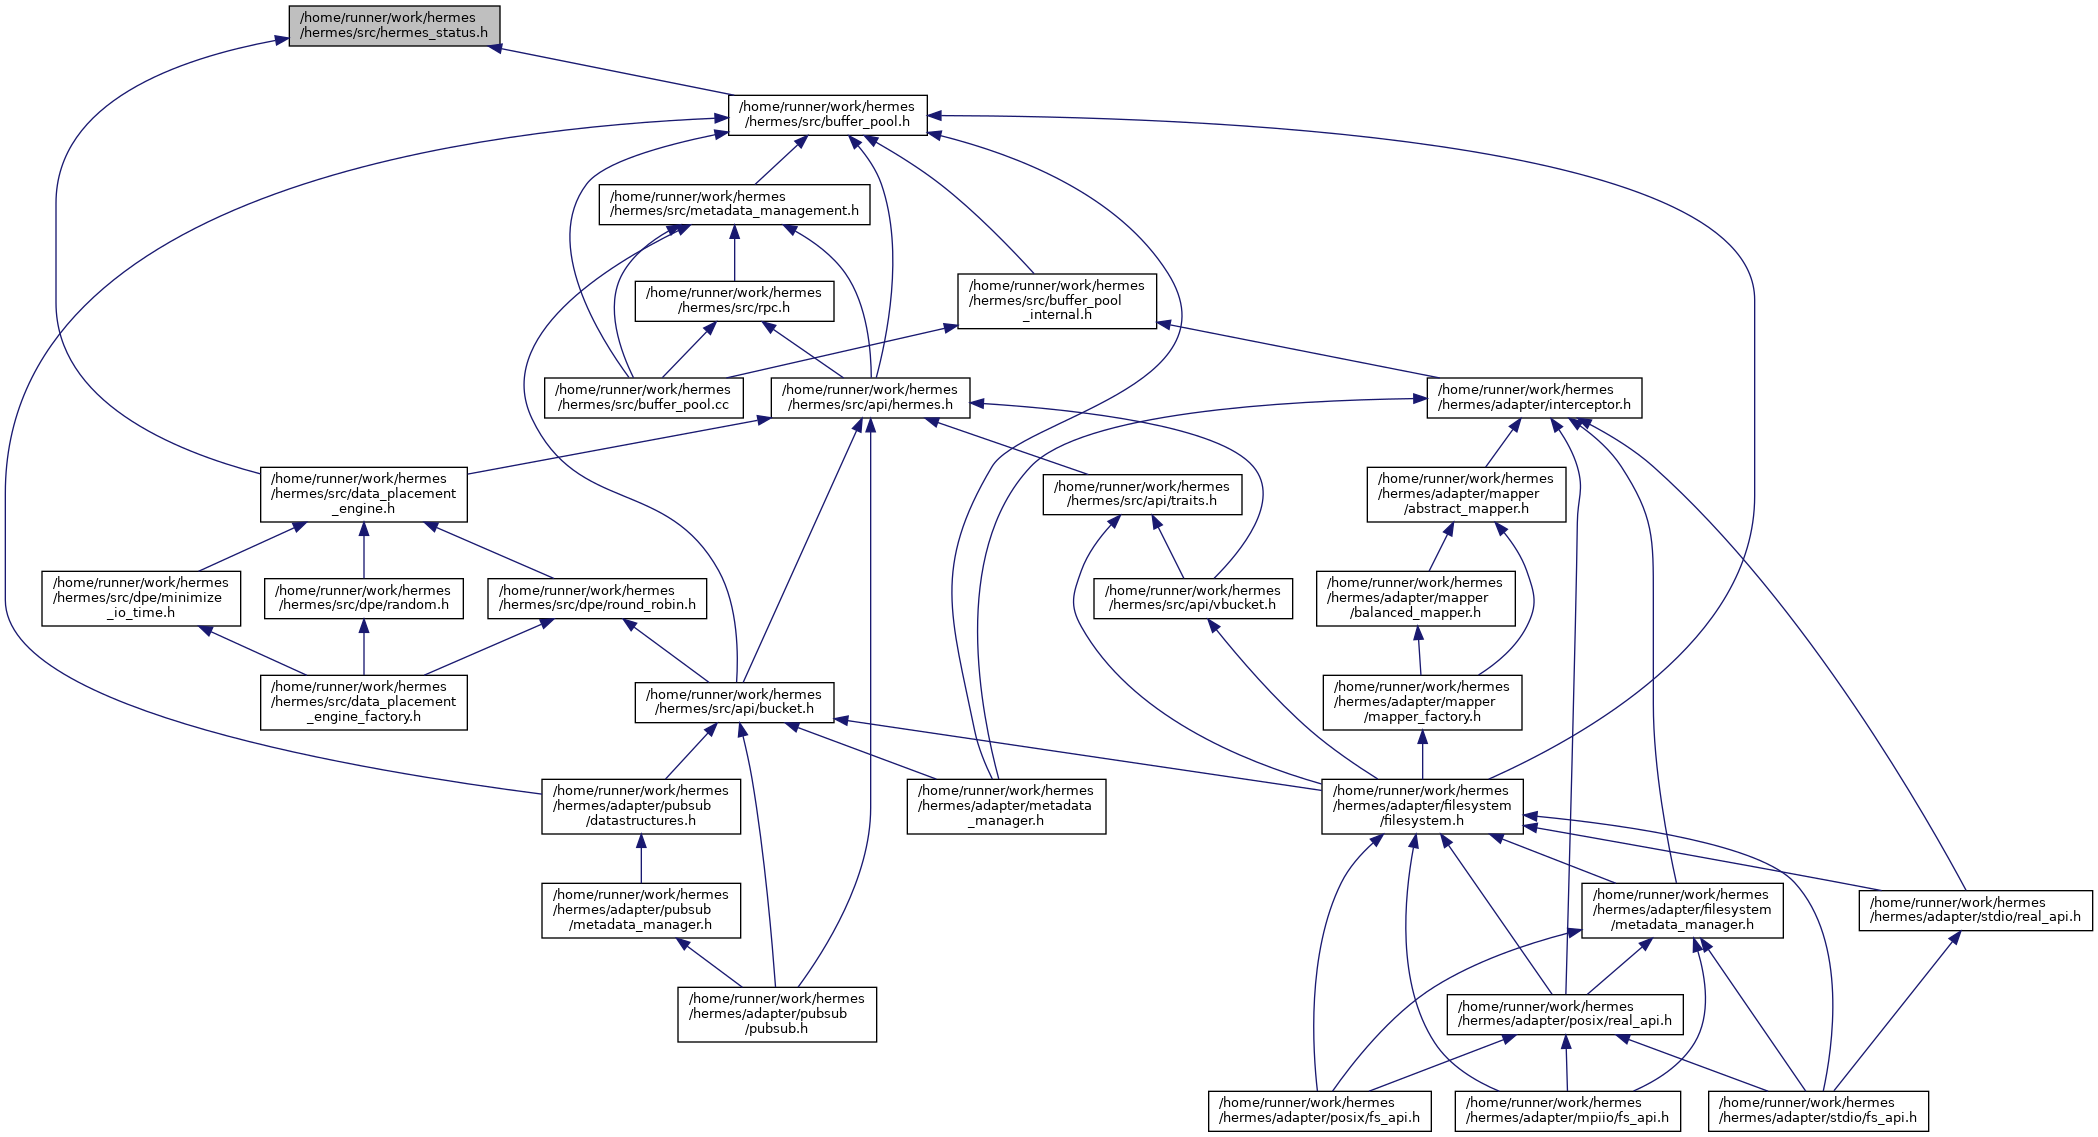 /home/runner/work/hermes
/hermes/src/hermes_status.h
/home/runner/work/hermes
/hermes/src/buffer_pool.h
/home/runner/work/hermes
/hermes/src/metadata_management.h
/home/runner/work/hermes
/hermes/src/rpc.h
/home/runner/work/hermes
/hermes/src/buffer_pool
_internal.h
/home/runner/work/hermes
/hermes/src/buffer_pool.cc
/home/runner/work/hermes
/hermes/src/api/hermes.h
/home/runner/work/hermes
/hermes/adapter/interceptor.h
/home/runner/work/hermes
/hermes/src/data_placement
_engine.h
/home/runner/work/hermes
/hermes/src/api/traits.h
/home/runner/work/hermes
/hermes/adapter/mapper
/abstract_mapper.h
/home/runner/work/hermes
/hermes/src/dpe/minimize
_io_time.h
/home/runner/work/hermes
/hermes/src/dpe/random.h
/home/runner/work/hermes
/hermes/src/dpe/round_robin.h
/home/runner/work/hermes
/hermes/src/api/vbucket.h
/home/runner/work/hermes
/hermes/adapter/mapper
/balanced_mapper.h
/home/runner/work/hermes
/hermes/src/data_placement
_engine_factory.h
/home/runner/work/hermes
/hermes/src/api/bucket.h
/home/runner/work/hermes
/hermes/adapter/mapper
/mapper_factory.h
/home/runner/work/hermes
/hermes/adapter/pubsub
/datastructures.h
/home/runner/work/hermes
/hermes/adapter/metadata
_manager.h
/home/runner/work/hermes
/hermes/adapter/filesystem
/filesystem.h
/home/runner/work/hermes
/hermes/adapter/pubsub
/metadata_manager.h
/home/runner/work/hermes
/hermes/adapter/filesystem
/metadata_manager.h
/home/runner/work/hermes
/hermes/adapter/stdio/real_api.h
/home/runner/work/hermes
/hermes/adapter/pubsub
/pubsub.h
/home/runner/work/hermes
/hermes/adapter/posix/real_api.h
/home/runner/work/hermes
/hermes/adapter/posix/fs_api.h
/home/runner/work/hermes
/hermes/adapter/mpiio/fs_api.h
/home/runner/work/hermes
/hermes/adapter/stdio/fs_api.h